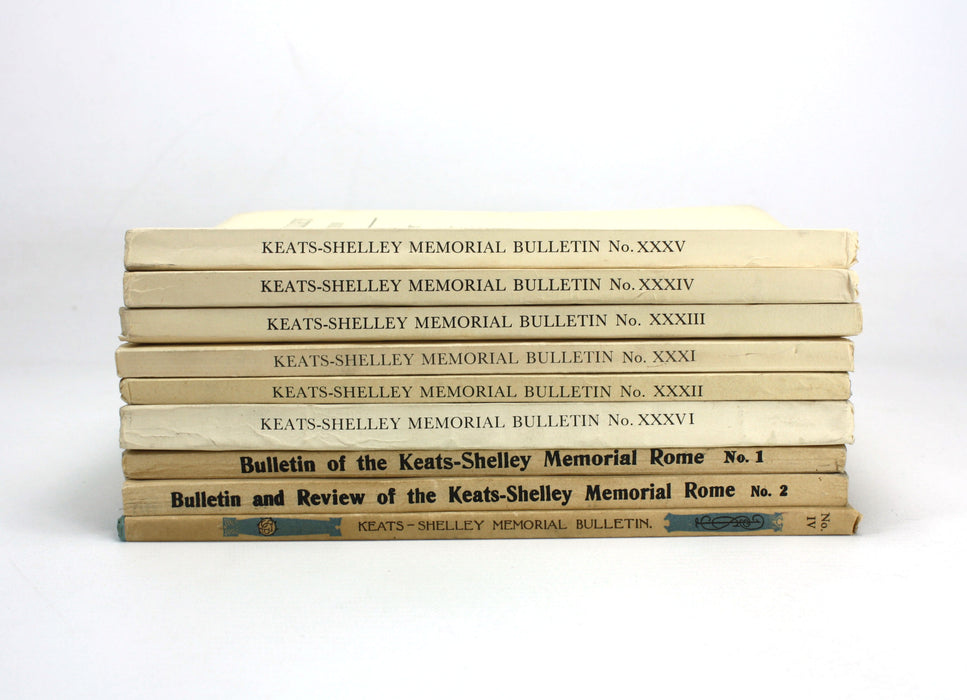 KEATS-SHELLEY MEMORIAL BULLETIN No. XXXV
KEATS-SHELLEY MEMORIAL BULLETIN No. XXXIV
KEATS-SHELLEY MEMORIAL BULLETIN No. XXXIII
KEATS-SHELLEY MEMORIAL BULLETIN No. XXXI
KEATS-SHELLEY MEMORIAL BULLETIN No. XXXII
KEATS-SHELLEY MEMORIAL BULLETIN No. XXXVI
Bulletin of the Keats-Shelley Memorial Rome No. 1
Bulletin and Review of the Keats-Shelley Memorial Rome No. 2
KEATS-SHELLEY MEMORIAL BULLETIN.
No.
IV